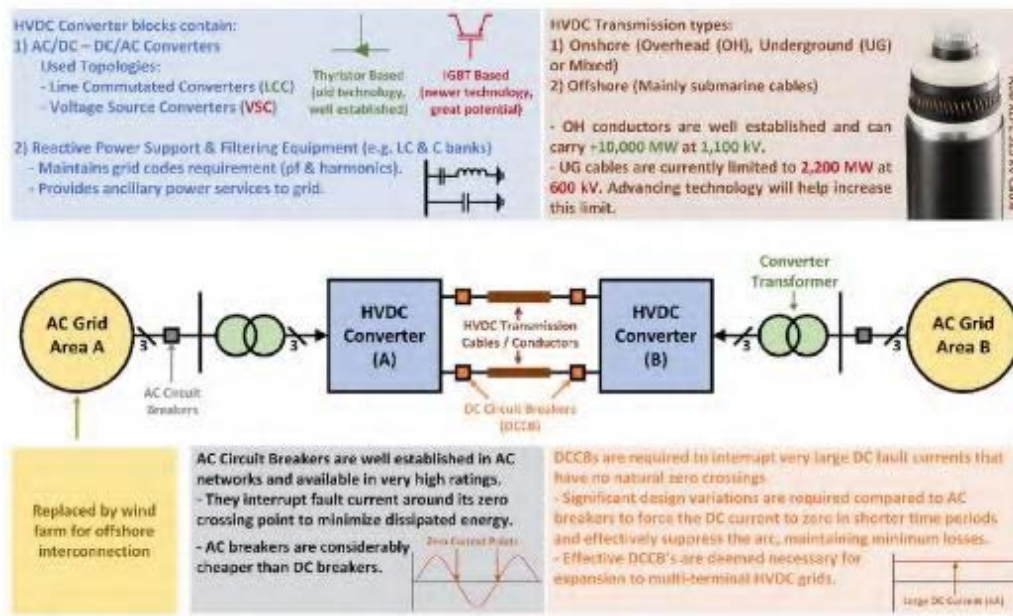 HVDC Converter blocks contain:
1) AC/DC – DC/AC Converters
Used Topologies:
- Line Commutated Converters (LCC)
- Voltage Source Converters (VSC)
Thyristor Based
(old technology,
well established)
IGBT Based
(newer technology,
great potential)
2) Reactive Power Support & Filtering Equipment (e.g. LC & C banks)
- Maintains grid codes requirement (pf & harmonics).
- Provides ancillary power services to grid.
HVDC Transmission types:
1) Onshore (Overhead (OH), Underground (UG)
or Mixed)
2) Offshore (Mainly submarine cables)
- OH conductors are well established and can
carry +10,000 MW at 1,100 kV.
- UG cables are currently limited to 2,200 MW at
600 kV. Advancing technology will help increase
this limit.
AC Grid
Area A
3
AC Circuit
Breakers
3
HVDC
Converter
(A)
HVDC Transmission
Cables / Conductors
DC Circuit Breakers
(DCCB)
HVDC
Converter
(B)
Converter
Transformer
3
3
AC Grid
Area B
Replaced by wind
farm for offshore
interconnection
AC Circuit Breakers are well established in AC
networks and available in very high ratings.
- They interrupt fault current around its zero
crossing point to minimize dissipated energy.
- AC breakers are considerably
cheaper than DC breakers.
Zero Current Points
DCCBs are required to interrupt very large DC fault currents that
have no natural zero crossings
- Significant design variations are required compared to AC
breakers to force the DC current to zero in shorter time periods
and effectively suppress the arc, maintaining minimum losses.
- Effective DCCB's are deemed necessary for
expansion to multi-terminal HVDC grids.
Large DC Current (kA)